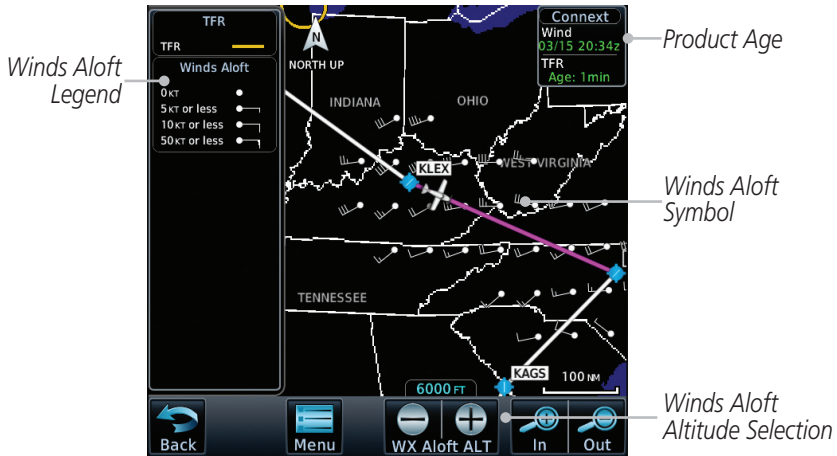 TFR
TFR
Winds Aloft
0KT
5KT or less
10KT or less
50KT or less
Winds Aloft
Legend
N
NORTH UP
INDIANA
OHIO
WEST VIRGINIA
KLEX
TENNESSEE
KAGS
100 NM
6000 FT
Connext
Wind
03/15 20:34z
TFR
Age: 1min
Product Age
Winds Aloft
Symbol
Winds Aloft
Altitude Selection
Back
Menu
WX Aloft ALT
In
Out